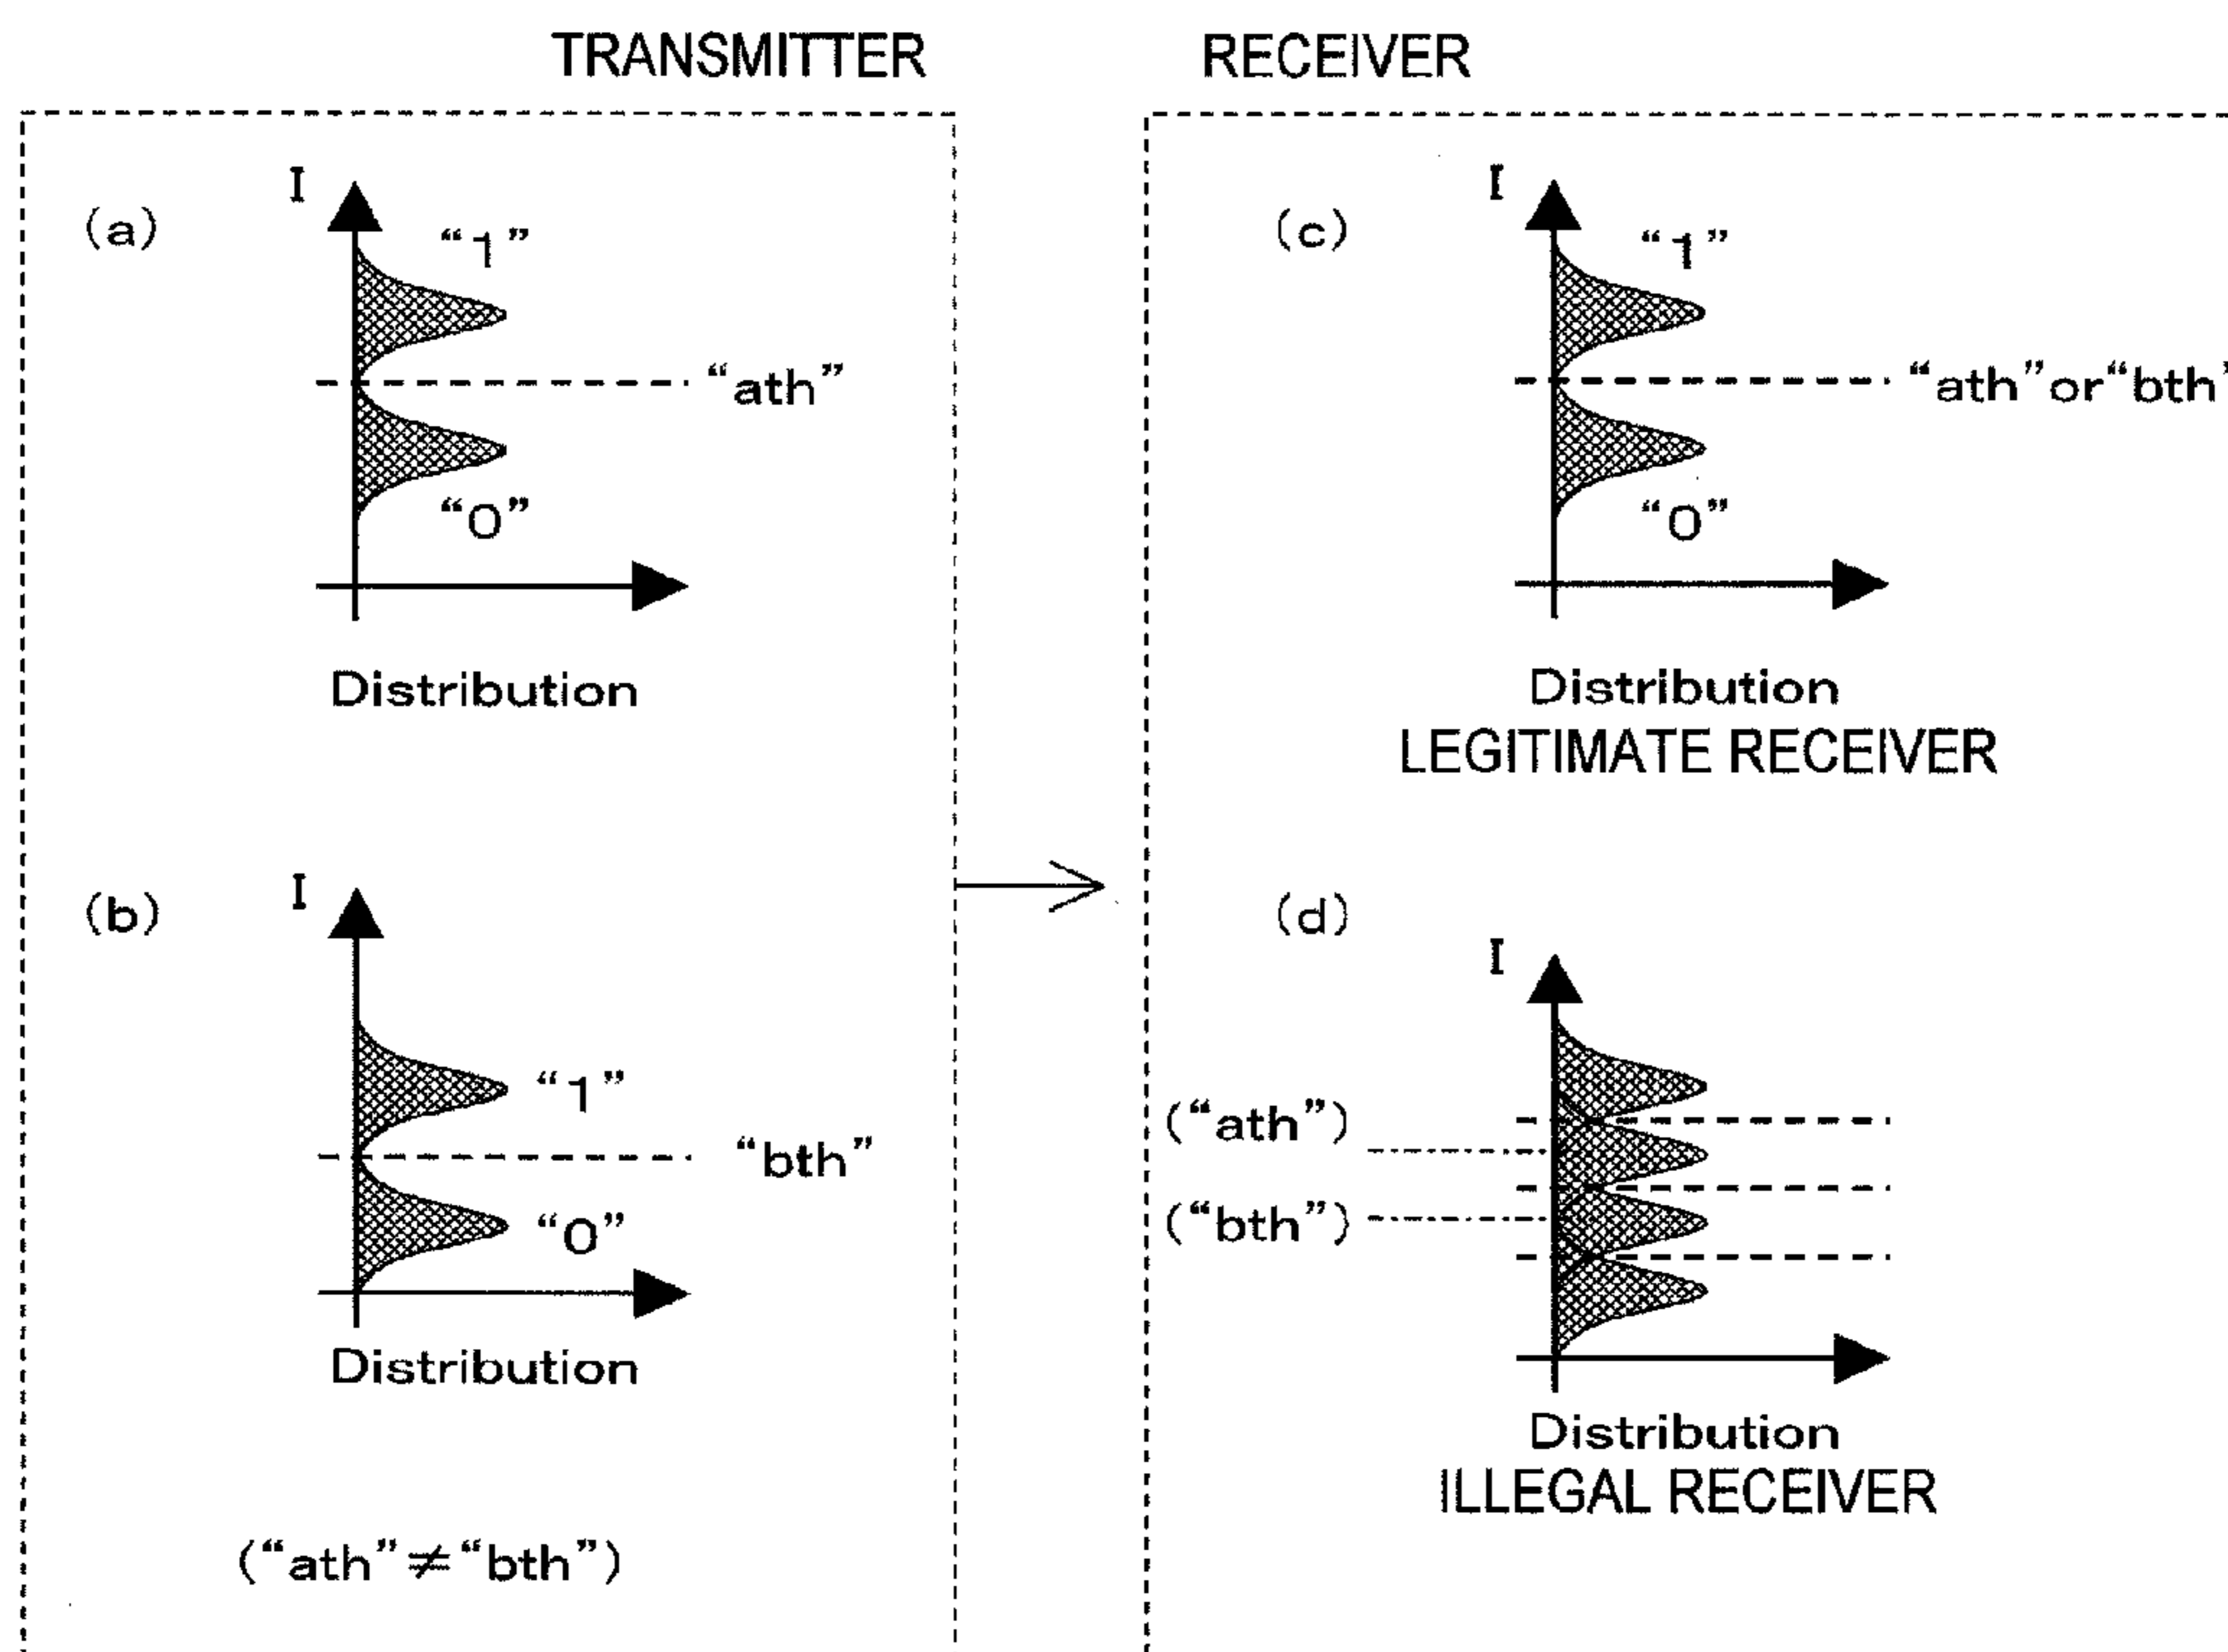 TRANSMITTER
RECEIVER
(a)
I
“1”
“ath”
“0”
Distribution
(b)
I
“1”
“bth”
“0”
Distribution
(“ath”≠“bth”)
(c)
I
“1”
“ath”or“bth”
“0”
Distribution
LEGITIMATE RECEIVER
(d)
I
(“ath”)
(“bth”)
Distribution
ILLEGAL RECEIVER